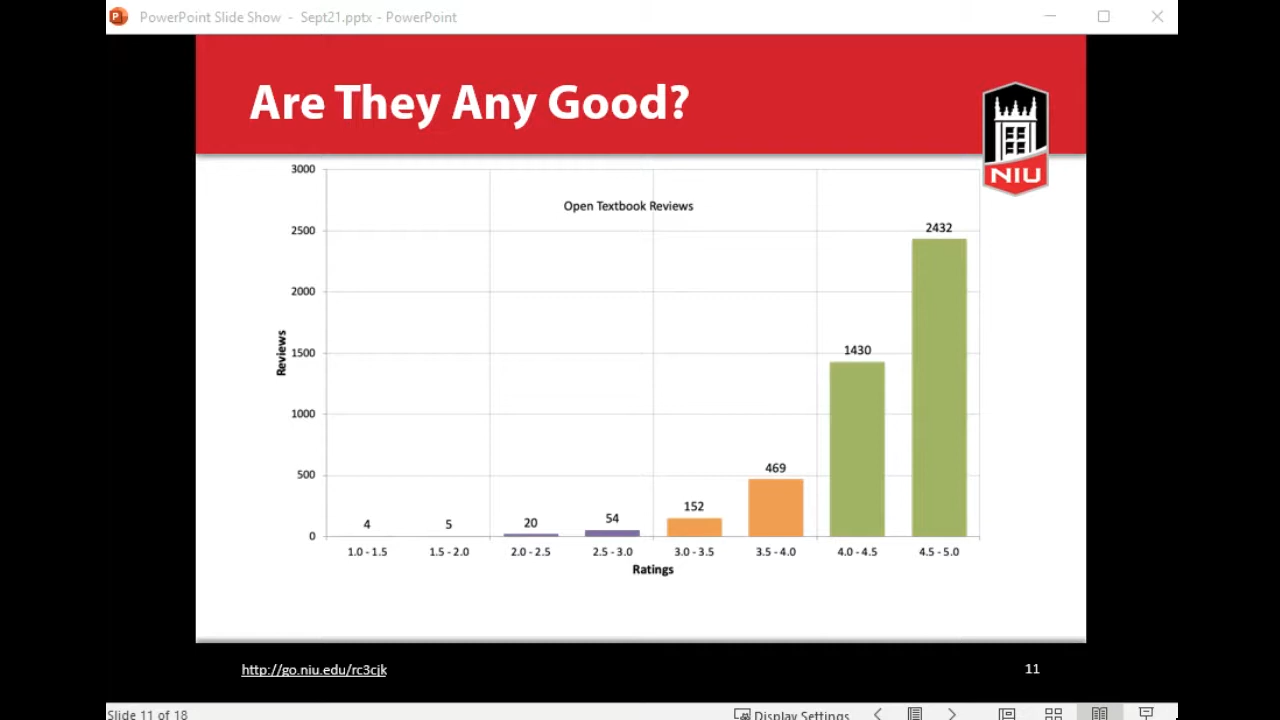 PowerPoint Slide Show - Sept21.pptx - PowerPoint
Are They Any Good?
NIU
Open Textbook Reviews
3000
2500
2000
1500
1000
500
0
Reviews
4
5
20
54
152
469
1430
2432
1.0 - 1.5
1.5 - 2.0
2.0 - 2.5
2.5 - 3.0
3.0 - 3.5
3.5 - 4.0
4.0 - 4.5
4.5 - 5.0
Ratings
http://go.niu.edu/rc3cjk
11
Slide 11 of 18
Display Settings